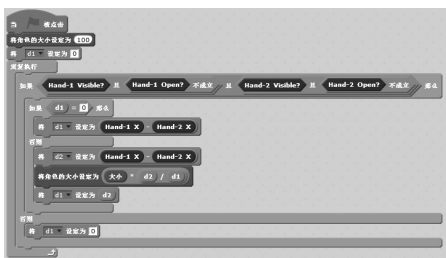 当 被点击
将角色的大小设定为 100
将 d1 设定为 0
重复执行
如果 Hand-1 Visible? 且 Hand-1 Open? 不成立 且 Hand-2 Visible? 且 Hand-2 Open? 不成立 那么
如果 d1 = 0 那么
将 d1 设定为 Hand-1 X - Hand-2 X
否则
将 d2 设定为 Hand-1 X - Hand-2 X
将角色的大小设定为 大小 * d2 / d1
将 d1 设定为 d2
否则
将 d1 设定为 0